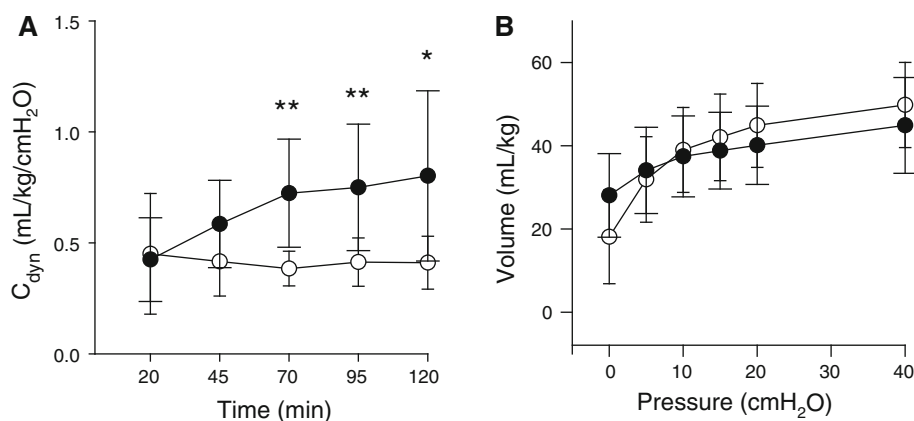 A
1.5
1.0
0.5
0.0
C_dyn (mL/kg/cmH₂O)
** ** *
20 45 70 95 120
Time (min)
B
60
40
20
0
Volume (mL/kg)
0 10 20 30 40
Pressure (cmH₂O)